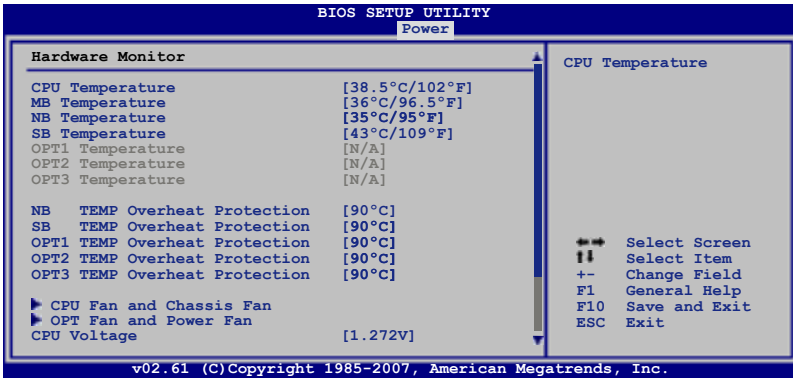 BIOS SETUP UTILITY
Power
Hardware Monitor
CPU Temperature [38.5°C/102°F]
MB Temperature [36°C/96.5°F]
NB Temperature [35°C/95°F]
SB Temperature [43°C/109°F]
OPT1 Temperature [N/A]
OPT2 Temperature [N/A]
OPT3 Temperature [N/A]
NB TEMP Overheat Protection [90°C]
SB TEMP Overheat Protection [90°C]
OPT1 TEMP Overheat Protection [90°C]
OPT2 TEMP Overheat Protection [90°C]
OPT3 TEMP Overheat Protection [90°C]
CPU Fan and Chassis Fan
OPT Fan and Power Fan
CPU Voltage [1.272V]
CPU Temperature
Select Screen
Select Item
+- Change Field
F1 General Help
F10 Save and Exit
ESC Exit
v02.61 (C)Copyright 1985-2007, American Megatrends, Inc.